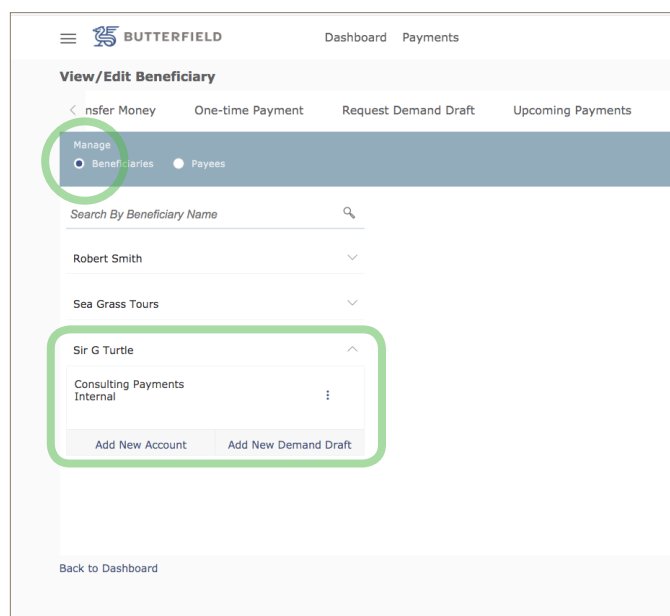 BUTTERFIELD Dashboard Payments
View/Edit Beneficiary
nsfer Money One-time Payment Request Demand Draft Upcoming Payments
Manage
Beneficiaries Payees
Search By Beneficiary Name
Robert Smith
Sea Grass Tours
Sir G Turtle
Consulting Payments
Internal
Add New Account Add New Demand Draft
Back to Dashboard